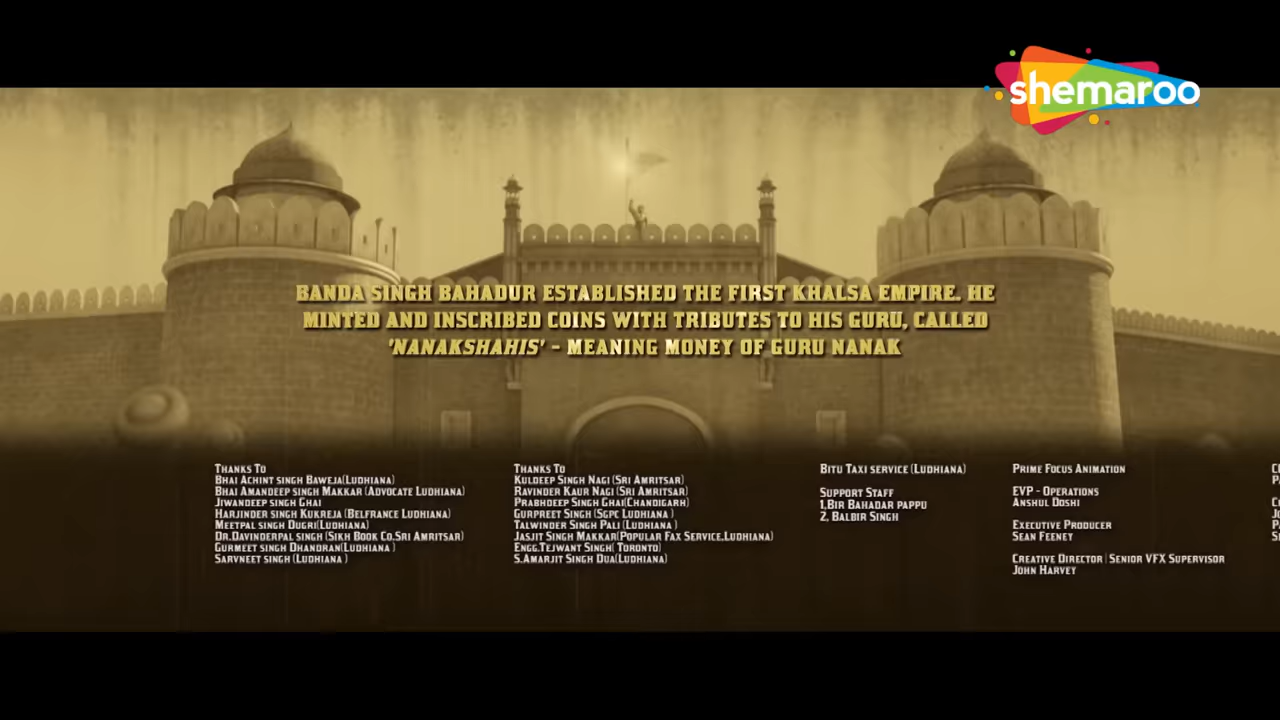 shemaroo
BANDA SINGH BAHADUR ESTABLISHED THE FIRST KHALSA EMPIRE. HE
MINTED AND INSCRIBED COINS WITH TRIBUTES TO HIS GURU, CALLED
'NANAKSHAHIS' - MEANING MONEY OF GURU NANAK
THANKS TO
BHAI ACHINT SINGH BAWEJA(LUDHIANA)
BHAI AMANDEEP SINGH MAKKAR (ADVOCATE LUDHIANA)
JIWANDEEP SINGH GHAI
HARJINDER SINGH KUKREJA (BELFRANCE LUDHIANA)
MEETPAL SINGH DUGRI(LUDHIANA)
DR.DAVINDERPAL SINGH (SIKH BOOK CO.SRI AMRITSAR)
GURMEET SINGH DHANDRAN(LUDHIANA )
SARVNEET SINGH (LUDHIANA )
THANKS TO
KULDEEP SINGH NAGI (SRI AMRITSAR)
RAVINDER KAUR NAGI (SRI AMRITSAR)
PRABHDEEP SINGH GHAI(CHANDIGARH)
GURPREET SINGH (SGPC LUDHIANA )
TALWINDER SINGH PALI (LUDHIANA )
JASJIT SINGH MAKKAR(POPULAR FAX SERVICE,LUDHIANA)
ENGG.TEJWANT SINGH( TORONTO)
S.AMARJIT SINGH DUA(LUDHIANA)
BITU TAXI SERVICE (LUDHIANA)
SUPPORT STAFF
1,BIR BAHADAR PAPPU
2, BALBIR SINGH
PRIME FOCUS ANIMATION
EVP - OPERATIONS
ANSHUL DOSHI
EXECUTIVE PRODUCER
SEAN FEENEY
CREATIVE DIRECTOR | SENIOR VFX SUPERVISOR
JOHN HARVEY